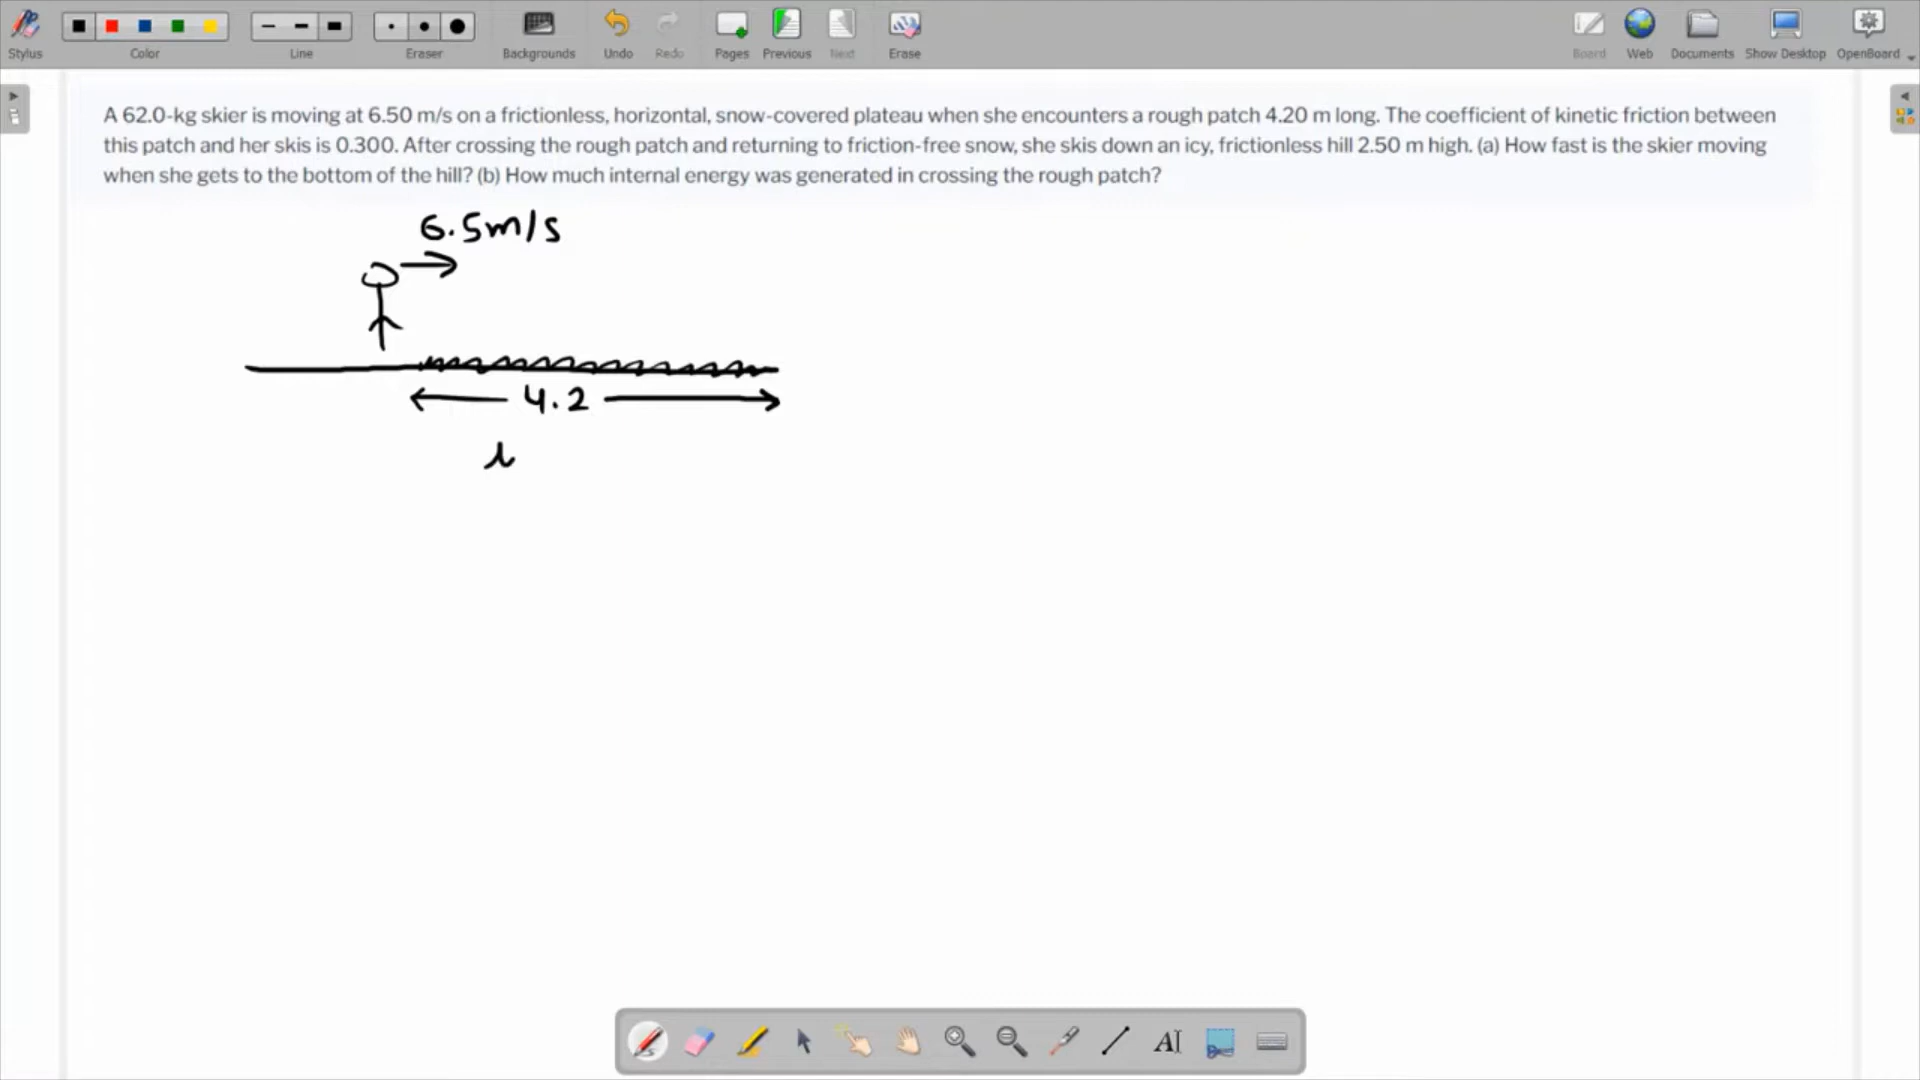 Stylus
Color
Line
Eraser
Backgrounds
Undo
Redo
Pages
Previous
Next
Erase
Board
Web
Documents
Show Desktop
OpenBoard
A 62.0-kg skier is moving at 6.50 m/s on a frictionless, horizontal, snow-covered plateau when she encounters a rough patch 4.20 m long. The coefficient of kinetic friction between
this patch and her skis is 0.300. After crossing the rough patch and returning to friction-free snow, she skis down an icy, frictionless hill 2.50 m high. (a) How fast is the skier moving
when she gets to the bottom of the hill? (b) How much internal energy was generated in crossing the rough patch?
6.5m/s
4.2
AI